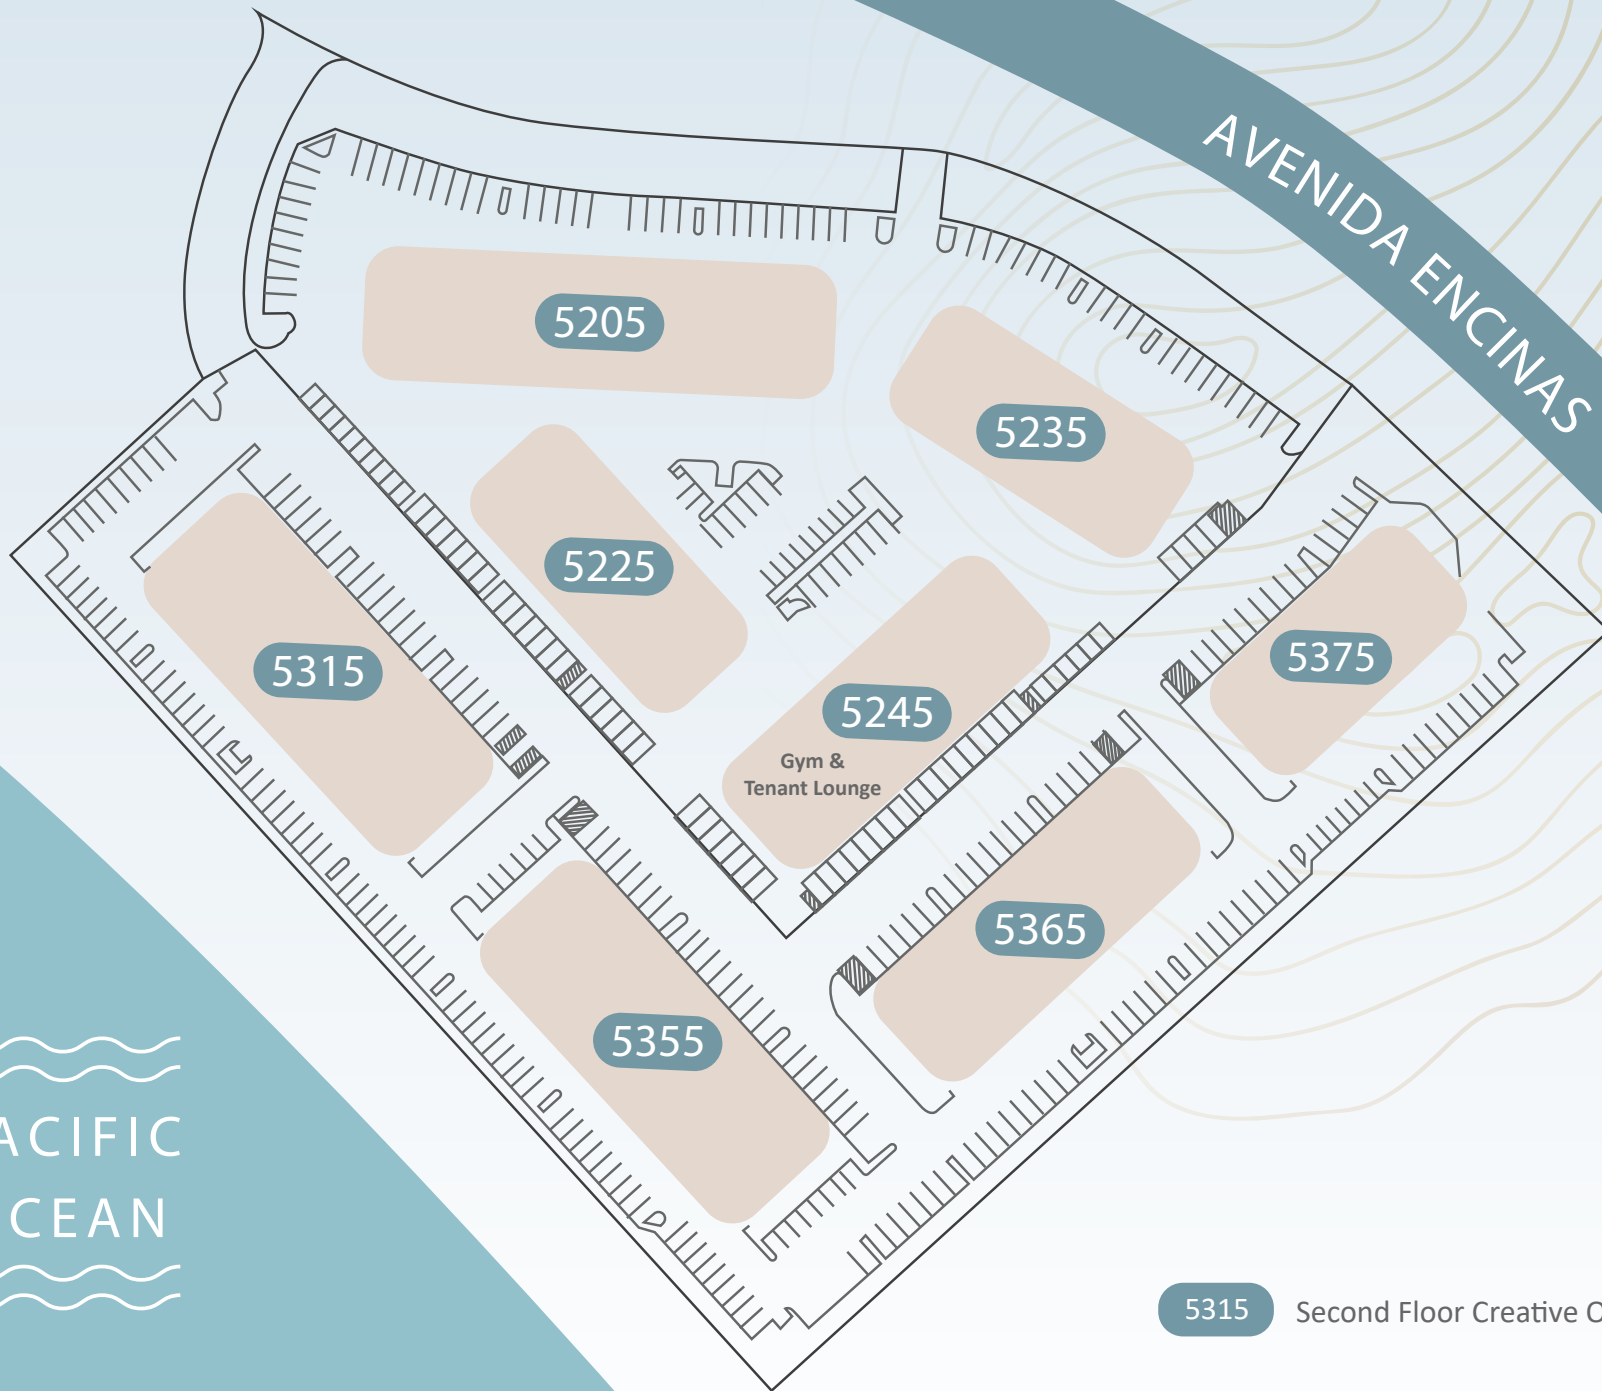 AVENIDA ENCINAS
5205
5235
5225
5315
5375
5245
Gym &
Tenant Lounge
5365
5355
ACIFIC
CEAN
5315 Second Floor Creative O